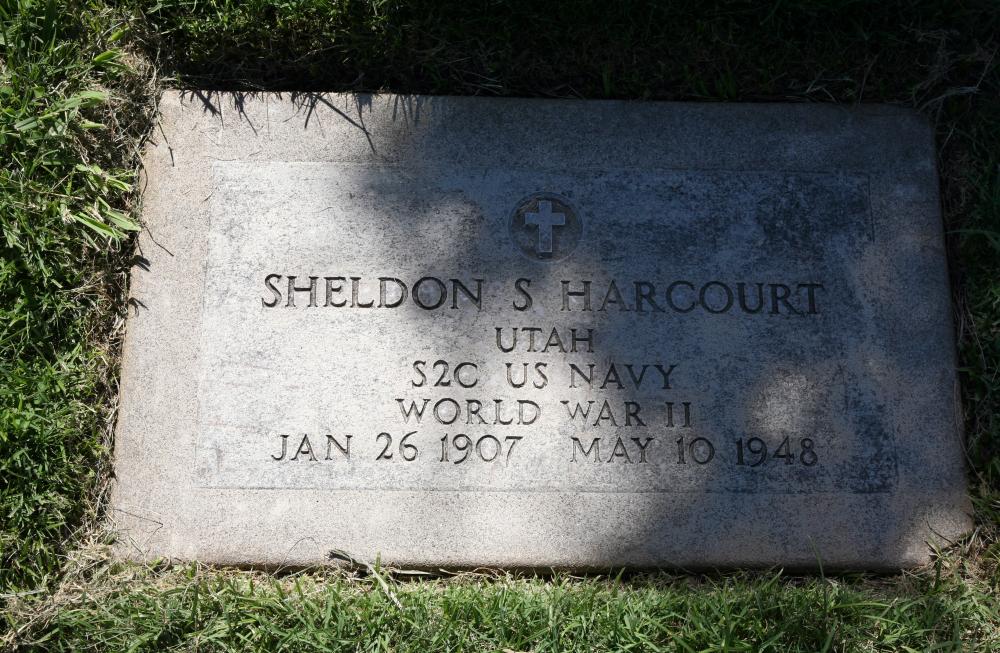 SHELDON S HARCOURT
UTAH
S2C US NAVY
WORLD WAR II
JAN 26 1907 MAY 10 1948